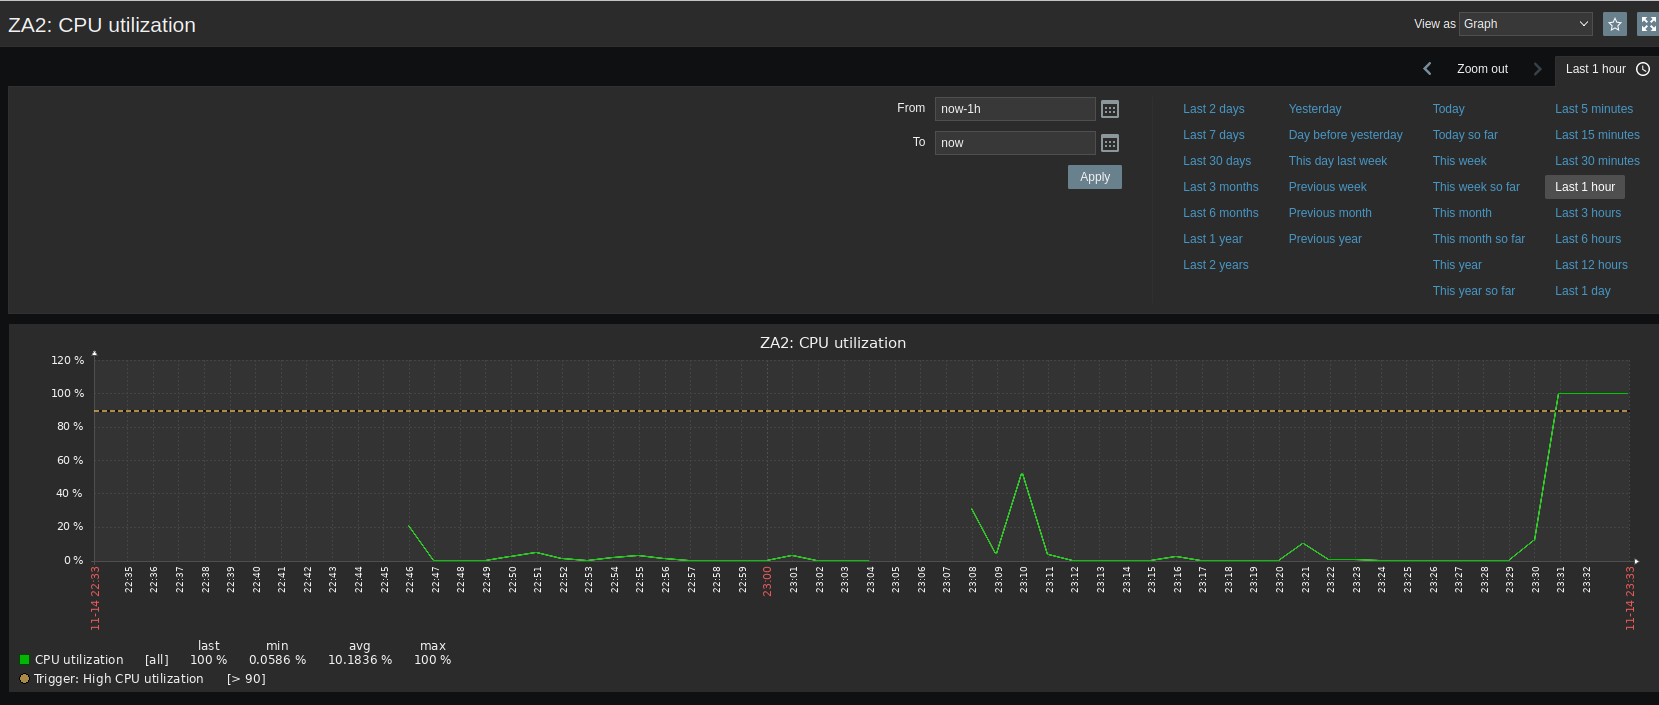 ZA2: CPU utilization
View as Graph
Zoom out
Last 1 hour
From now-1h
To now
Apply
Last 2 days Yesterday Today Last 5 minutes
Last 7 days Day before yesterday Today so far Last 15 minutes
Last 30 days This day last week This week Last 30 minutes
Last 3 months Previous week This week so far Last 1 hour
Last 6 months Previous month This month Last 3 hours
Last 1 year Previous year This month so far Last 6 hours
Last 2 years This year Last 12 hours
This year so far Last 1 day
ZA2: CPU utilization
120 %
100 %
80 %
60 %
40 %
20 %
0 %
11-14 22:33 22:35 22:36 22:37 22:38 22:39 22:40 22:41 22:42 22:43 22:44 22:45 22:46 22:47 22:48 22:49 22:50 22:51 22:52 22:53 22:54 22:55 22:56 22:57 22:58 22:59 23:00 23:01 23:02 23:03 23:04 23:05 23:06 23:07 23:08 23:09 23:10 23:11 23:12 23:13 23:14 23:15 23:16 23:17 23:18 23:19 23:20 23:21 23:22 23:23 23:24 23:25 23:26 23:27 23:28 23:29 23:30 23:31 23:32 11-14 23:33
last min avg max
CPU utilization [all] 100 % 0.0586 % 10.1836 % 100 %
Trigger: High CPU utilization [> 90]